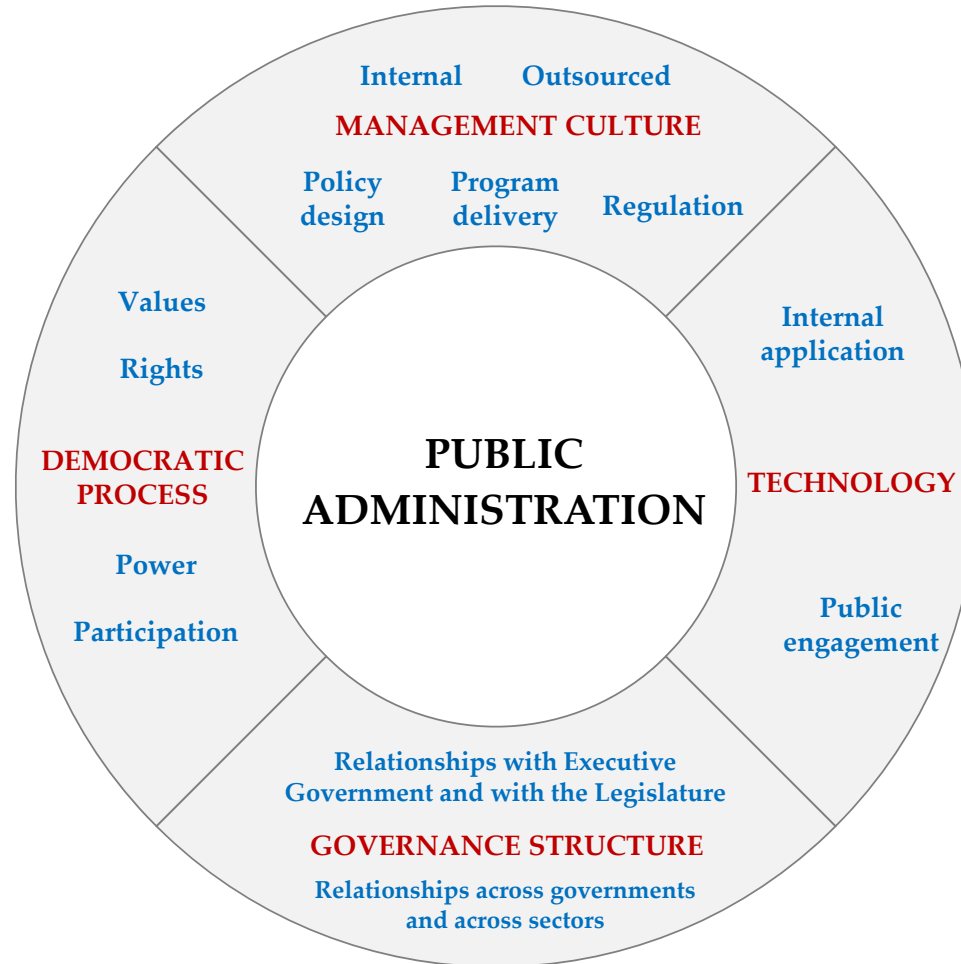 Internal Outsourced
MANAGEMENT CULTURE
Policy
design
Program
delivery
Regulation
Values
Rights
DEMOCRATIC
PROCESS
Power
Participation
PUBLIC
ADMINISTRATION
Internal
application
TECHNOLOGY
Public
engagement
Relationships with Executive
Government and with the Legislature
GOVERNANCE STRUCTURE
Relationships across governments
and across sectors